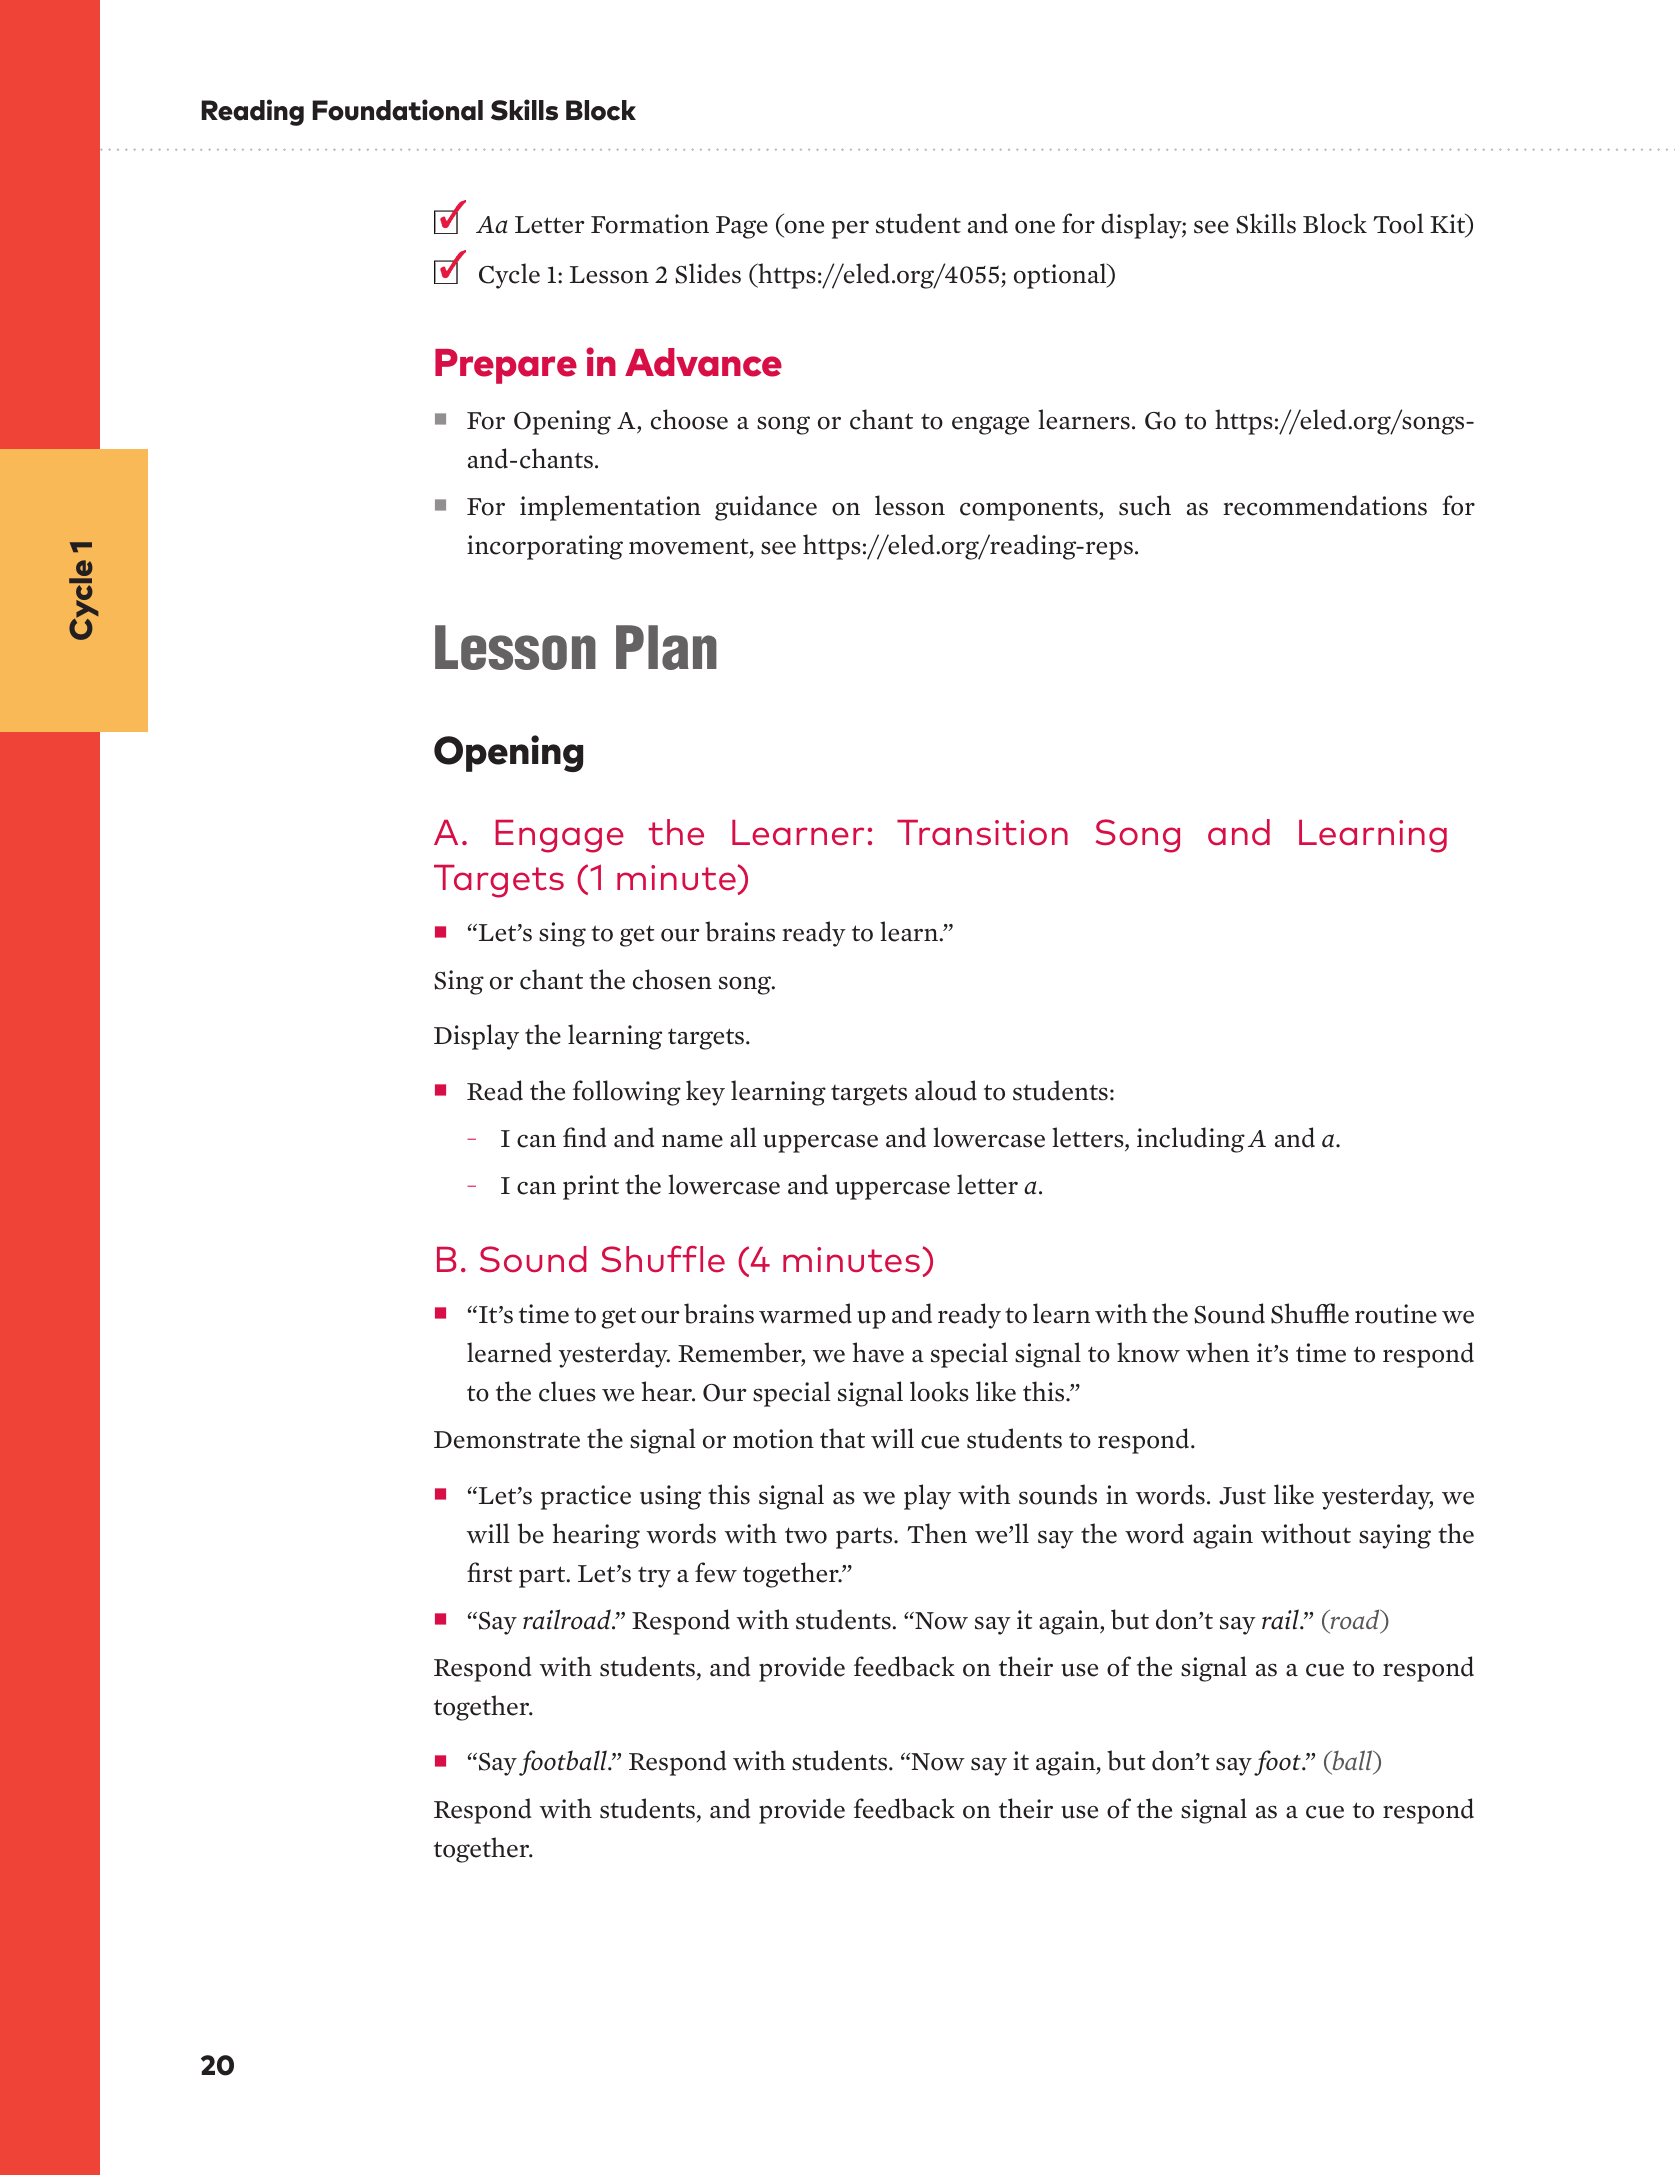 Reading Foundational Skills Block
Aa Letter Formation Page (one per student and one for display; see Skills Block Tool Kit)
Cycle 1: Lesson 2 Slides (https://eled.org/4055; optional)
Prepare in Advance
For Opening A, choose a song or chant to engage learners. Go to https://eled.org/songs-
and-chants.
For implementation guidance on lesson components, such as recommendations for
incorporating movement, see https://eled.org/reading-reps.
Cycle 1
Lesson Plan
Opening
A. Engage the Learner: Transition Song and Learning
Targets (1 minute)
“Let’s sing to get our brains ready to learn.”
Sing or chant the chosen song.
Display the learning targets.
Read the following key learning targets aloud to students:
- I can find and name all uppercase and lowercase letters, including A and a.
- I can print the lowercase and uppercase letter a.
B. Sound Shuffle (4 minutes)
“It’s time to get our brains warmed up and ready to learn with the Sound Shuffle routine we
learned yesterday. Remember, we have a special signal to know when it’s time to respond
to the clues we hear. Our special signal looks like this.”
Demonstrate the signal or motion that will cue students to respond.
“Let’s practice using this signal as we play with sounds in words. Just like yesterday, we
will be hearing words with two parts. Then we’ll say the word again without saying the
first part. Let’s try a few together.”
“Say railroad.” Respond with students. “Now say it again, but don’t say rail.” (road)
Respond with students, and provide feedback on their use of the signal as a cue to respond
together.
“Say football.” Respond with students. “Now say it again, but don’t say foot.” (ball)
Respond with students, and provide feedback on their use of the signal as a cue to respond
together.
20